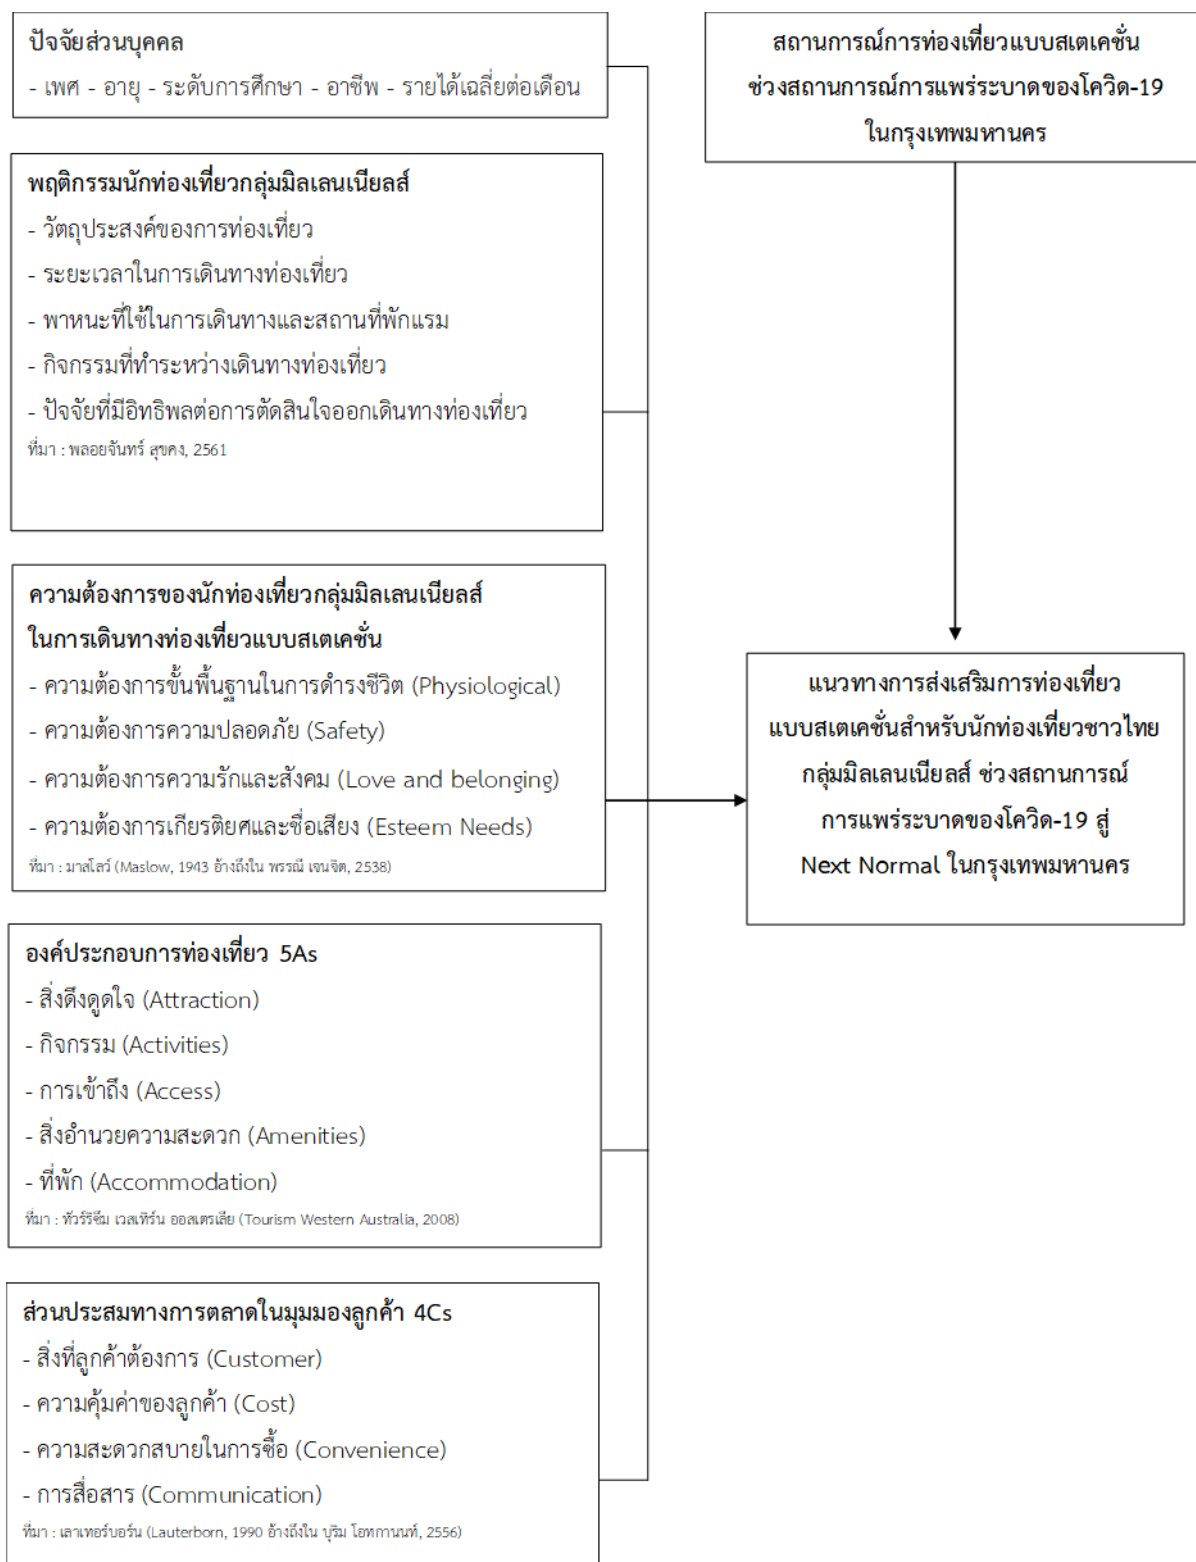 ปัจจัยส่วนบุคคล
- เพศ - อายุ - ระดับการศึกษา - อาชีพ - รายได้เฉลี่ยต่อเดือน
พฤติกรรมนักท่องเที่ยวกลุ่มมิลเลนเนียลส์
- วัตถุประสงค์ของการท่องเที่ยว
- ระยะเวลาในการเดินทางท่องเที่ยว
- พาหนะที่ใช้ในการเดินทางและสถานที่พักแรม
- กิจกรรมที่ทำระหว่างเดินทางท่องเที่ยว
- ปัจจัยที่มีอิทธิพลต่อการตัดสินใจออกเดินทางท่องเที่ยว
ที่มา : พลอยจันทร์ สุขคง, 2561
ความต้องการของนักท่องเที่ยวกลุ่มมิลเลนเนียลส์
ในการเดินทางท่องเที่ยวแบบสเตเคชั่น
- ความต้องการขั้นพื้นฐานในการดำรงชีวิต (Physiological)
- ความต้องการความปลอดภัย (Safety)
- ความต้องการความรักและสังคม (Love and belonging)
- ความต้องการเกียรติยศและชื่อเสียง (Esteem Needs)
ที่มา : มาสโลว์ (Maslow, 1943 อ้างถึงใน พรรณี เจนจิต, 2538)
องค์ประกอบการท่องเที่ยว 5As
- สิ่งดึงดูดใจ (Attraction)
- กิจกรรม (Activities)
- การเข้าถึง (Access)
- สิ่งอำนวยความสะดวก (Amenities)
- ที่พัก (Accommodation)
ที่มา : ทัวร์ริซึม เวสเทิร์น ออสเตรเลีย (Tourism Western Australia, 2008)
ส่วนประสมทางการตลาดในมุมมองลูกค้า 4Cs
- สิ่งที่ลูกค้าต้องการ (Customer)
- ความคุ้มค่าของลูกค้า (Cost)
- ความสะดวกสบายในการซื้อ (Convenience)
- การสื่อสาร (Communication)
ที่มา : เลาเทอร์บอร์น (Lauterborn, 1990 อ้างถึงใน บุริม โอทกานนท์, 2556)
สถานการณ์การท่องเที่ยวแบบสเตเคชั่น
ช่วงสถานการณ์การแพร่ระบาดของโควิด-19
ในกรุงเทพมหานคร
แนวทางการส่งเสริมการท่องเที่ยว
แบบสเตเคชั่นสำหรับนักท่องเที่ยวชาวไทย
กลุ่มมิลเลนเนียลส์ ช่วงสถานการณ์
การแพร่ระบาดของโควิด-19 สู่
Next Normal ในกรุงเทพมหานคร